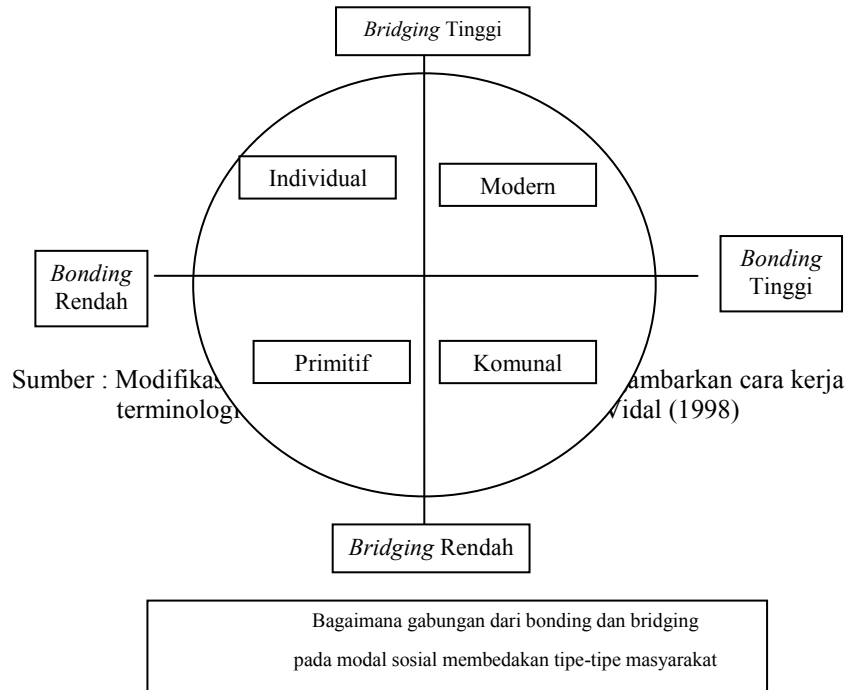 Bridging Tinggi
Individual
Modern
Bonding
Rendah
Bonding
Tinggi
Primitif
Komunal
Sumber : Modifikas ambarkan cara kerja
terminologi Vidal (1998)
Bridging Rendah
Bagaimana gabungan dari bonding dan bridging
pada modal sosial membedakan tipe-tipe masyarakat